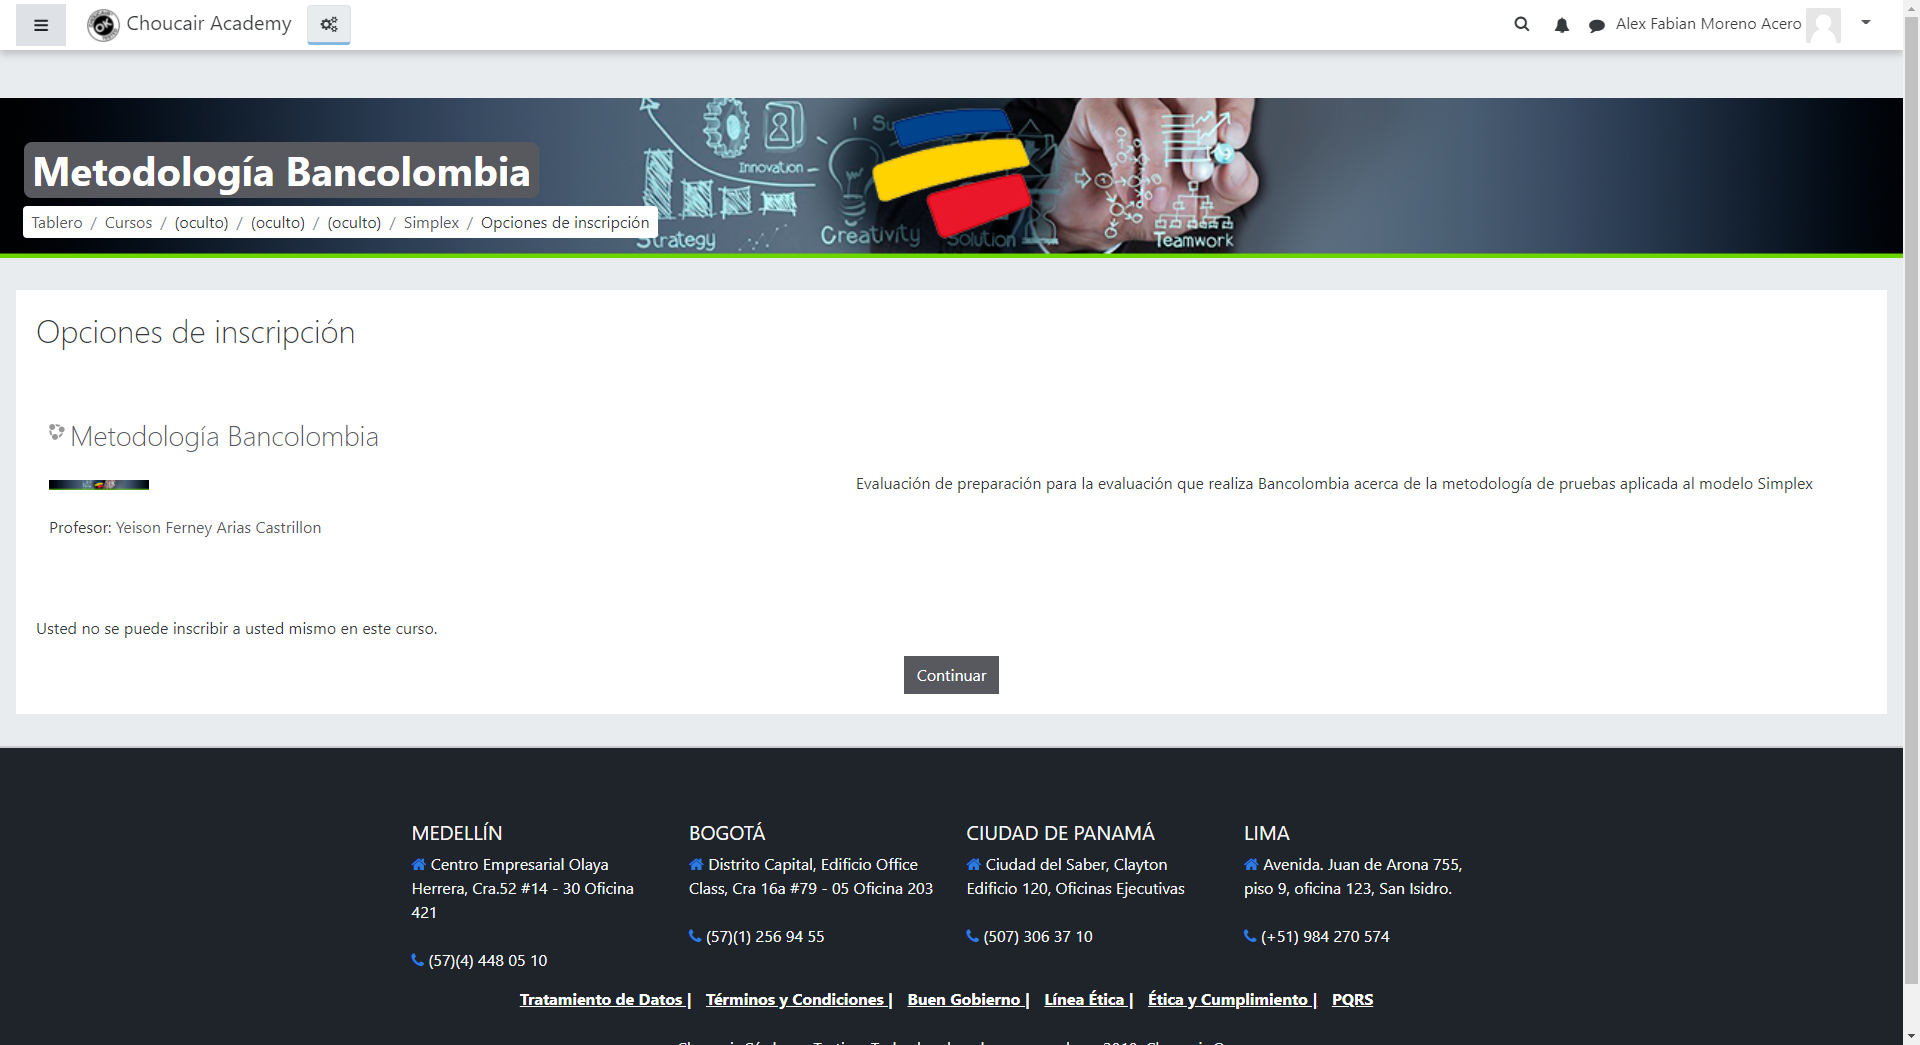 Choucair Academy
Alex Fabian Moreno Acero
Innovation
Metodología Bancolombia
Tablero / Cursos / (oculto) / (oculto) / (oculto) / Simplex / Opciones de inscripción
Strategy
Creativity
Solution
Teamwork
Opciones de inscripción
Metodología Bancolombia
Evaluación de preparación para la evaluación que realiza Bancolombia acerca de la metodología de pruebas aplicada al modelo Simplex
Profesor: Yeison Ferney Arias Castrillon
Usted no se puede inscribir a usted mismo en este curso.
Continuar
MEDELLÍN
Centro Empresarial Olaya
Herrera, Cra.52 #14 - 30 Oficina
421
(57)(4) 448 05 10
BOGOTÁ
Distrito Capital, Edificio Office
Class, Cra 16a #79 - 05 Oficina 203
(57)(1) 256 94 55
CIUDAD DE PANAMÁ
Ciudad del Saber, Clayton
Edificio 120, Oficinas Ejecutivas
(507) 306 37 10
LIMA
Avenida. Juan de Arona 755,
piso 9, oficina 123, San Isidro.
(+51) 984 270 574
Tratamiento de Datos | Términos y Condiciones | Buen Gobierno | Línea Ética | Ética y Cumplimiento | PQRS